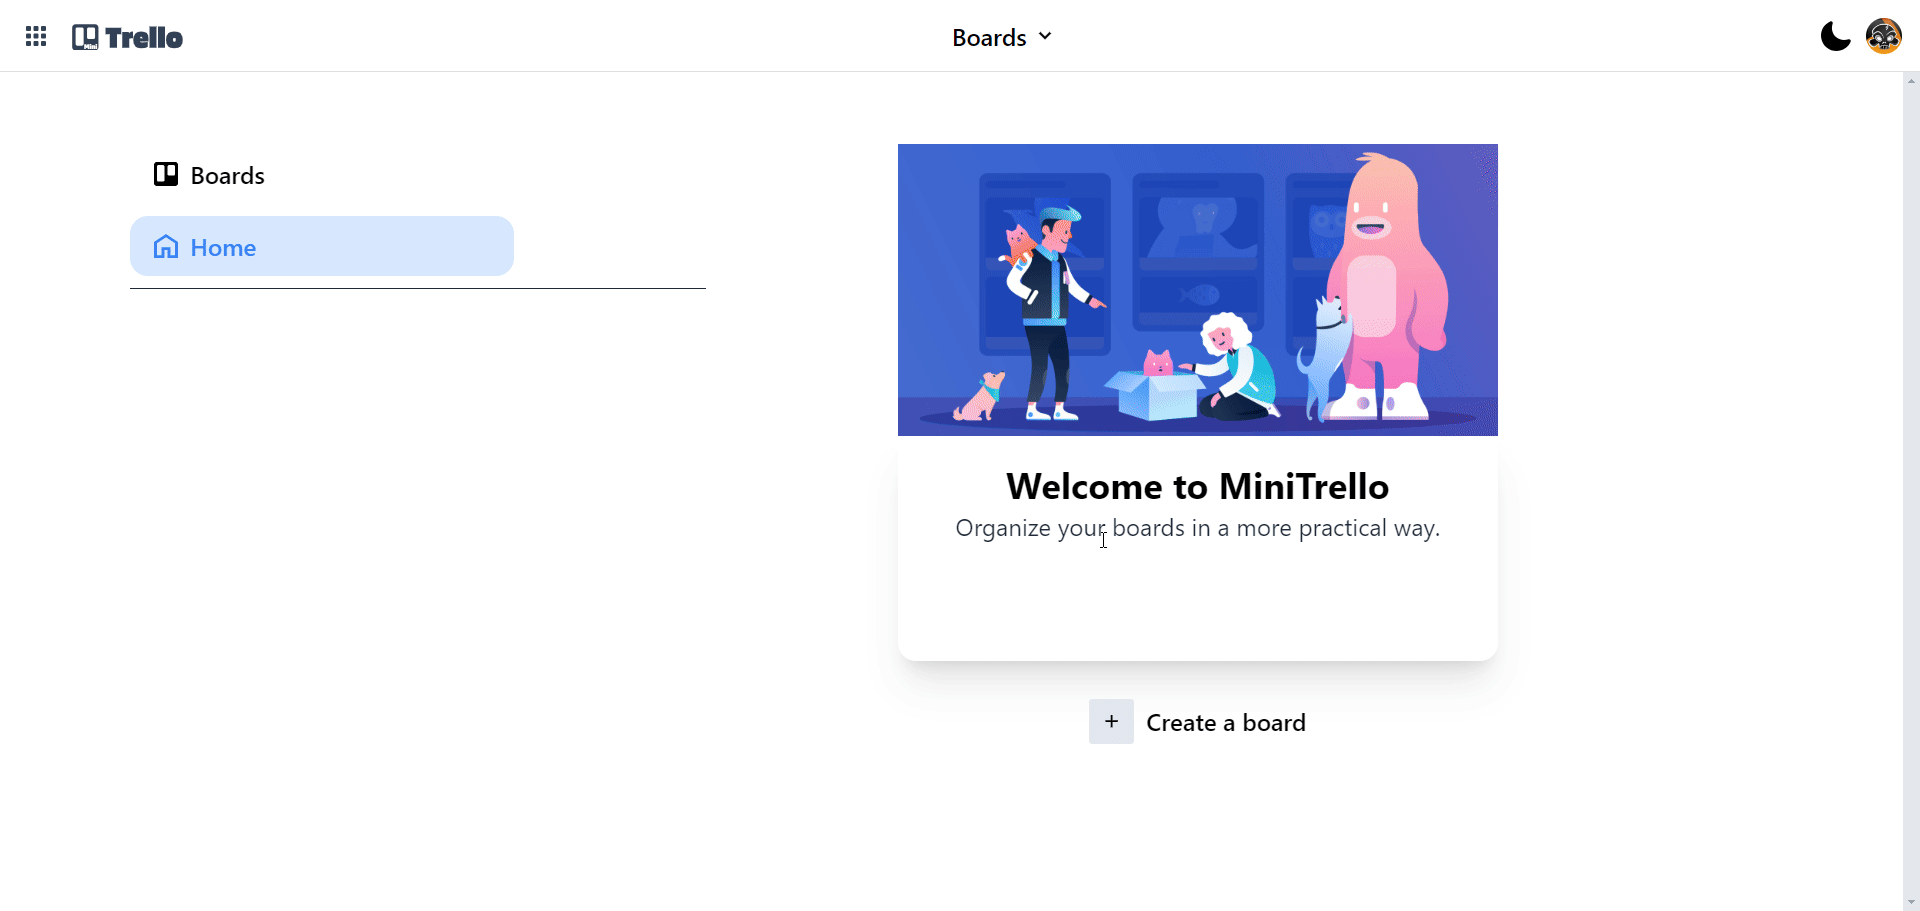 Mini
Trello
Boards
Boards
Home
Welcome to MiniTrello
Organize your boards in a more practical way.
+ Create a board